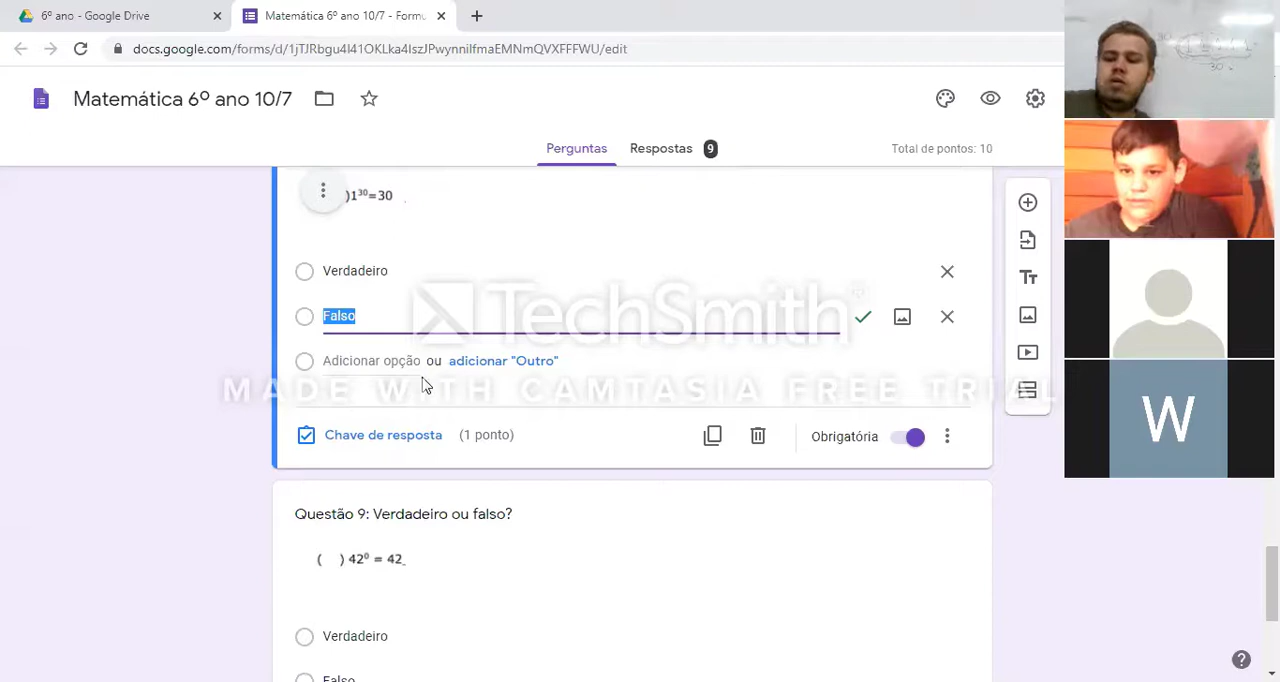 6º ano - Google Drive
Matemática 6º ano 10/7 - Formu
docs.google.com/forms/d/1jTJRbgu4l41OKLka4IszJPwynnilfmaEMNmQVXFFFWU/edit
Matemática 6º ano 10/7
Perguntas
Respostas 9
Total de pontos: 10
)1³⁰=30
Verdadeiro
Falso
Adicionar opção ou adicionar "Outro"
TechSmith
MADE WITH CAMTASIA FREE TRIAL
Chave de resposta (1 ponto)
Obrigatória
Questão 9: Verdadeiro ou falso?
( ) 42⁰ = 42
Verdadeiro
Falso
W